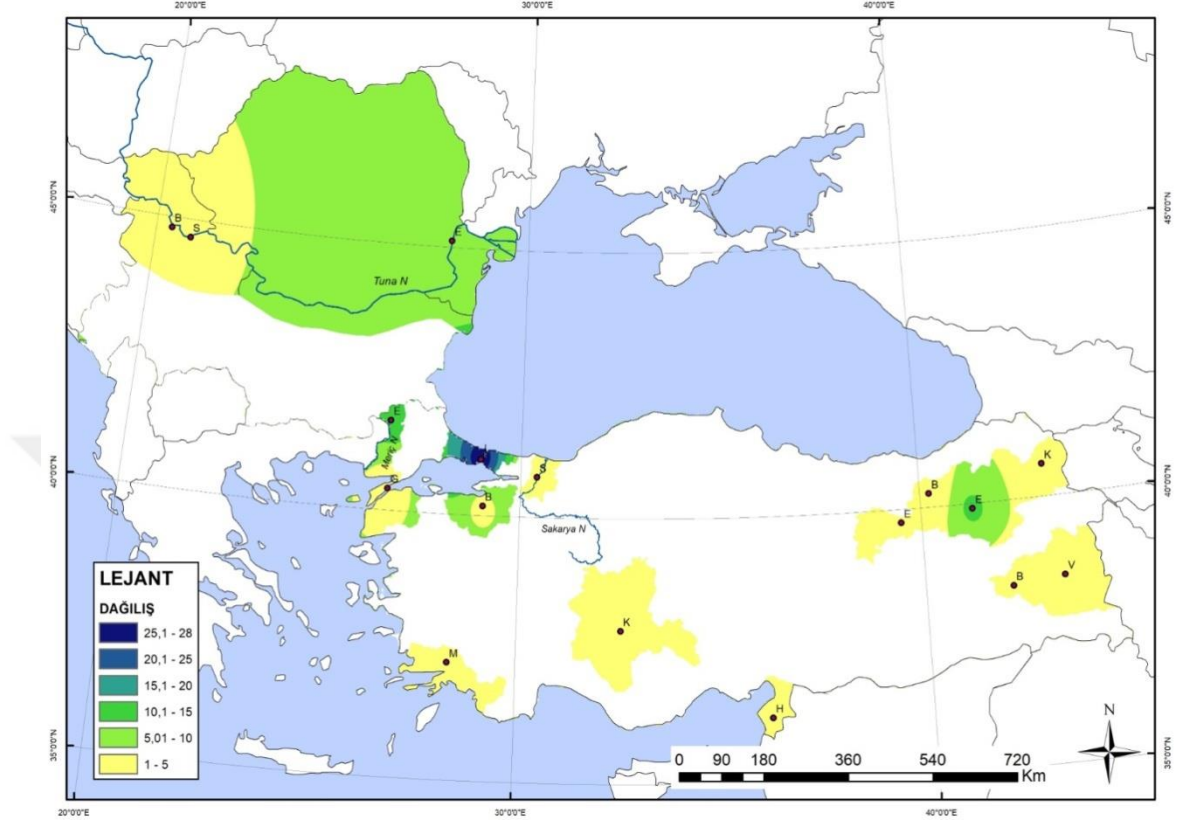 20°0'0"E 30°0'0"E 40°0'0"E
45°0'0"N
45°0'0"N
B
S
E
Tuna N
E
Meriç N
G
İ
S
B
Sakarya N
K
B
E
E
K
B
V
M
H
40°0'0"N
40°0'0"N
LEJANT
DAĞILIŞ
25,1 - 28
20,1 - 25
15,1 - 20
10,1 - 15
5,01 - 10
1 - 5
35°0'0"N
35°0'0"N
N
0 90 180 360 540 720
Km
20°0'0"E 30°0'0"E 40°0'0"E